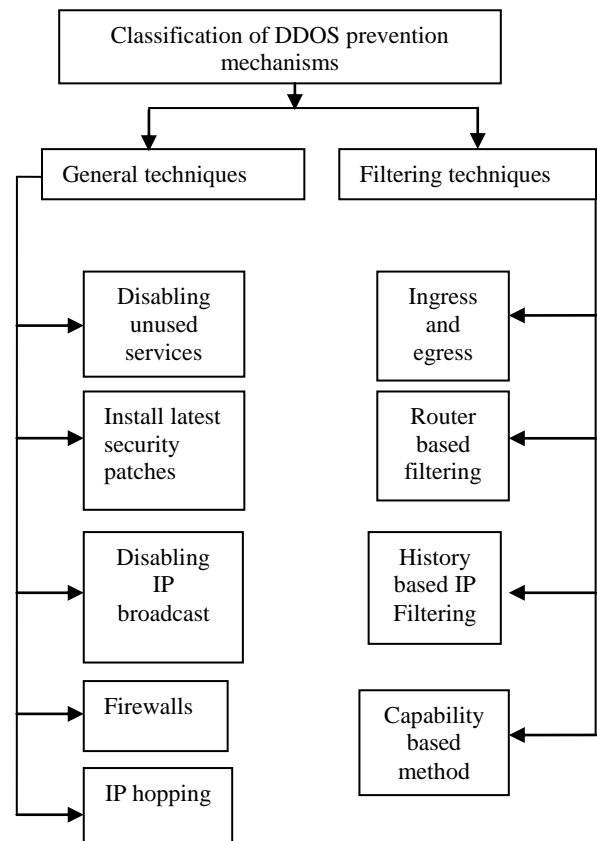 Classification of DDOS prevention
mechanisms
General techniques
Filtering techniques
Disabling
unused
services
Install latest
security
patches
Disabling
IP
broadcast
Firewalls
IP hopping
Ingress
and
egress
Router
based
filtering
History
based IP
Filtering
Capability
based
method